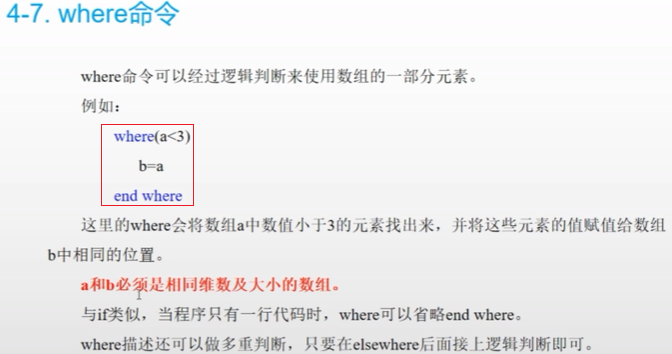 4-7. where命令
where命令可以经过逻辑判断来使用数组的一部分元素。
例如：
where(a<3)
b=a
end where
这里的where会将数组a中数值小于3的元素找出来，并将这些元素的值赋值给数组
b中相同的位置。
a和b必须是相同维数及大小的数组。
与if类似，当程序只有一行代码时，where可以省略end where。
where描述还可以做多重判断，只要在elsewhere后面接上逻辑判断即可。